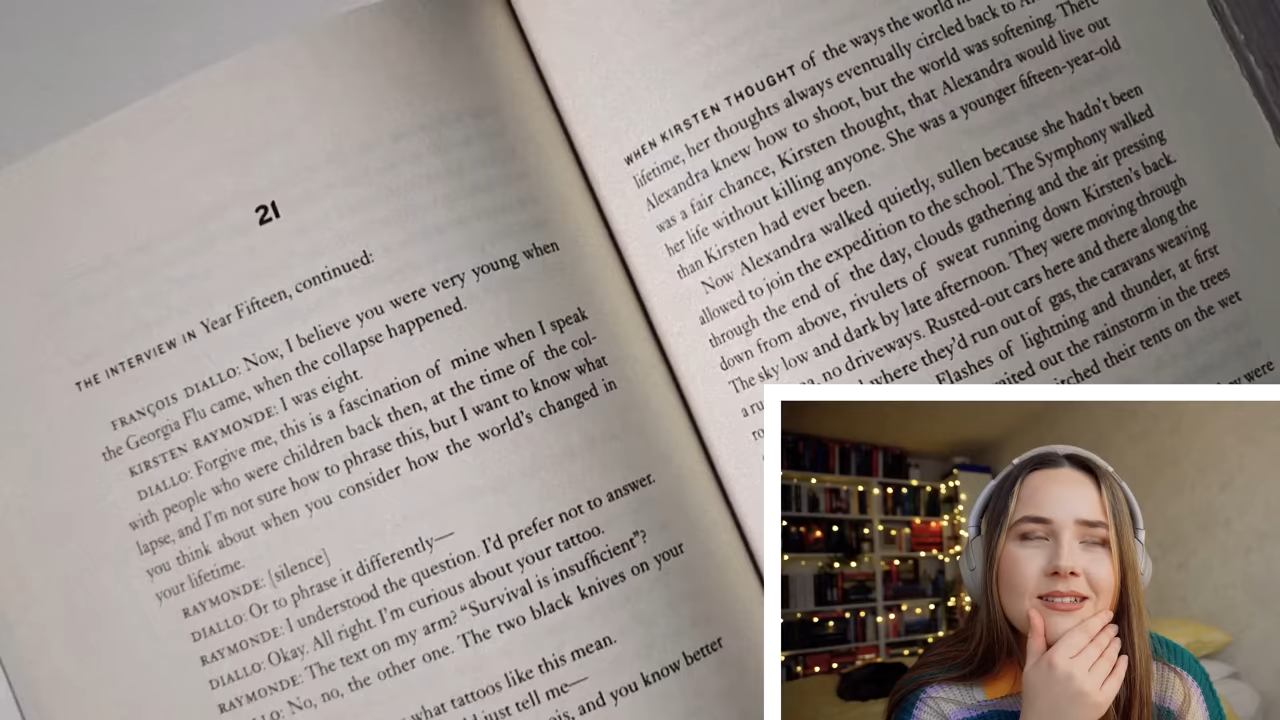 21
THE INTERVIEW IN Year Fifteen, continued:
FRANÇOIS DIALLO: Now, I believe you were very young when
the Georgia Flu came, when the collapse happened.
KIRSTEN RAYMONDE: I was eight.
DIALLO: Forgive me, this is a fascination of mine when I speak
with people who were children back then, at the time of the col-
lapse, and I'm not sure how to phrase this, but I want to know what
you think about when you consider how the world's changed in
your lifetime.
RAYMONDE: [silence]
DIALLO: Or to phrase it differently—
RAYMONDE: I understood the question. I'd prefer not to answer.
DIALLO: Okay. All right. I'm curious about your tattoo.
RAYMONDE: The text on my arm? “Survival is insufficient”?
No, no, the other one. The two black knives on your
what tattoos like this mean.
just tell me—
and you know better
WHEN KIRSTEN THOUGHT of the ways the world
lifetime, her thoughts always eventually circled back to
Alexandra knew how to shoot, but the world was softening. There
was a fair chance, Kirsten thought, that Alexandra would live out
her life without killing anyone. She was a younger fifteen-year-old
than Kirsten had ever been.
Now Alexandra walked quietly, sullen because she hadn't been
allowed to join the expedition to the school. The Symphony walked
through the end of the day, clouds gathering and the air pressing
down from above, rivulets of sweat running down Kirsten's back.
The sky low and dark by late afternoon. They were moving through
no driveways. Rusted-out cars here and there along the
where they'd run out of gas, the caravans weaving
Flashes of lightning and thunder, at first
out the rainstorm in the trees
their tents on the wet
were